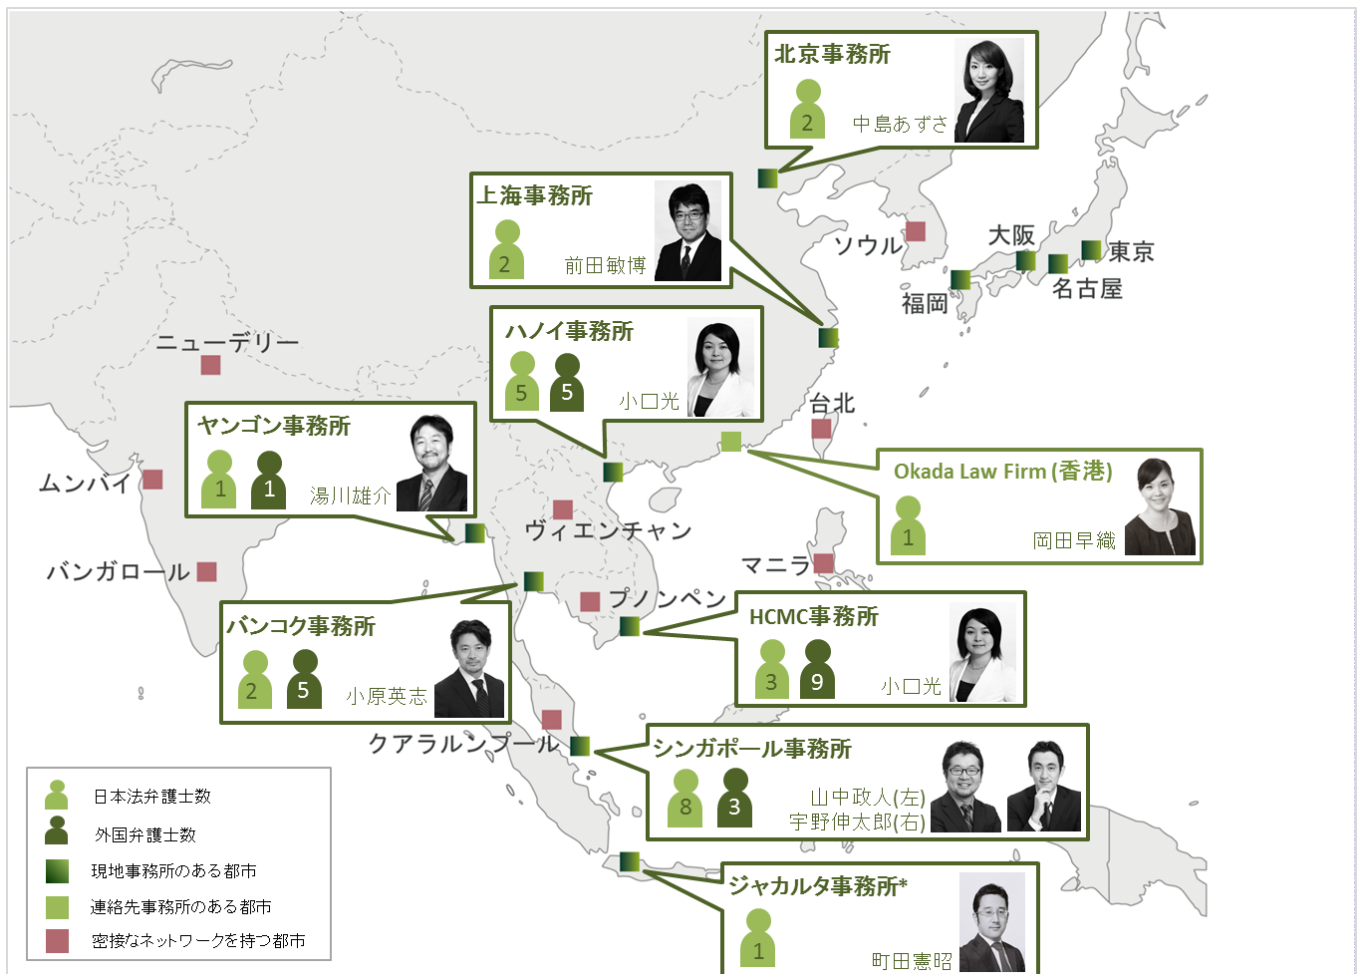 北京事務所
2
中島あずさ
上海事務所
2
前田敏博
ソウル
大阪
東京
名古屋
福岡
ハノイ事務所
5 5
小口光
ニューデリー
台北
ヤンゴン事務所
1 1
湯川雄介
ムンバイ
Okada Law Firm (香港)
1
岡田早織
ヴィエンチャン
マニラ
バンガロール
プノンペン
バンコク事務所
2 5
小原英志
HCMC事務所
3 9
小口光
クアラルンプール
シンガポール事務所
8 3
山中政人(左)
宇野伸太郎(右)
ジャカルタ事務所*
1
町田憲昭
日本法弁護士数
外国弁護士数
現地事務所のある都市
連絡先事務所のある都市
密接なネットワークを持つ都市